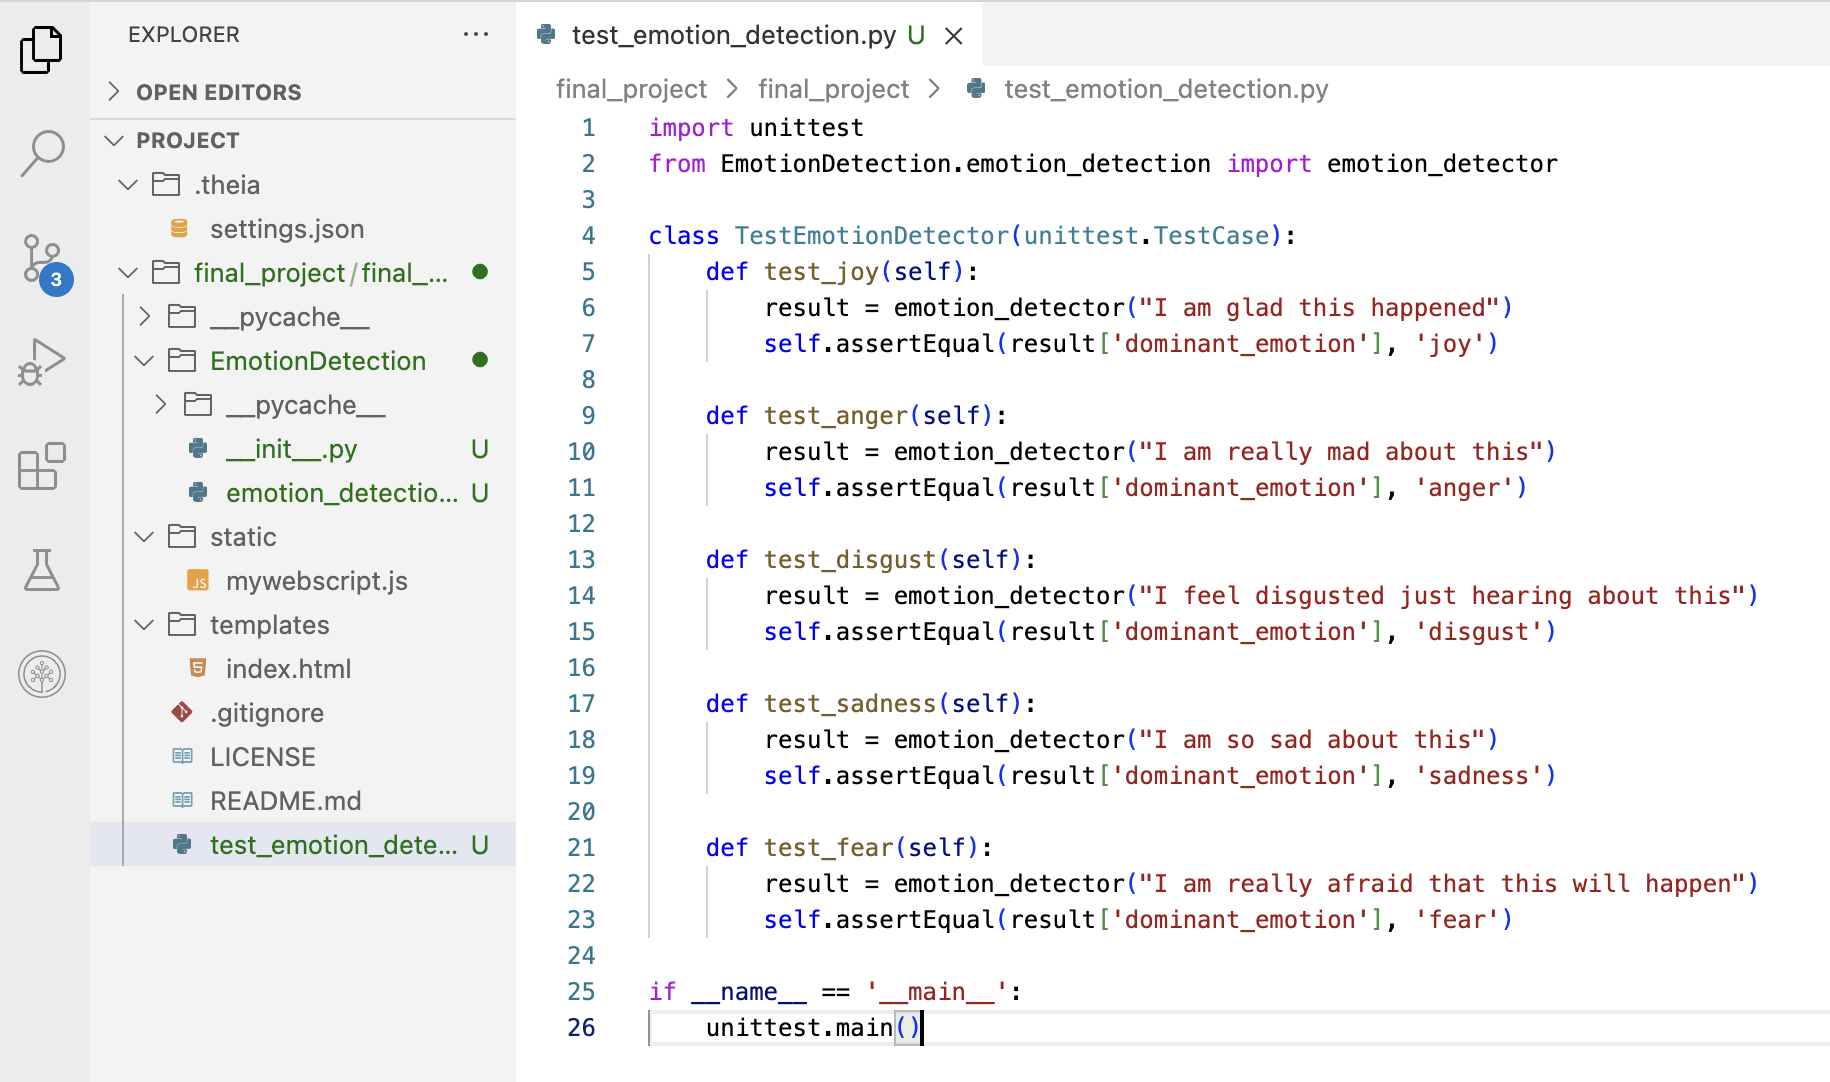 EXPLORER
OPEN EDITORS
PROJECT
.theia
settings.json
final_project/final_...
__pycache__
EmotionDetection
__pycache__
__init__.py U
emotion_detectio... U
static
mywebscript.js
templates
index.html
.gitignore
LICENSE
README.md
test_emotion_dete... U
3
test_emotion_detection.py U
final_project > final_project > test_emotion_detection.py
1 import unittest
2 from EmotionDetection.emotion_detection import emotion_detector
3
4 class TestEmotionDetector(unittest.TestCase):
5     def test_joy(self):
6         result = emotion_detector("I am glad this happened")
7         self.assertEqual(result['dominant_emotion'], 'joy')
8
9     def test_anger(self):
10         result = emotion_detector("I am really mad about this")
11         self.assertEqual(result['dominant_emotion'], 'anger')
12
13     def test_disgust(self):
14         result = emotion_detector("I feel disgusted just hearing about this")
15         self.assertEqual(result['dominant_emotion'], 'disgust')
16
17     def test_sadness(self):
18         result = emotion_detector("I am so sad about this")
19         self.assertEqual(result['dominant_emotion'], 'sadness')
20
21     def test_fear(self):
22         result = emotion_detector("I am really afraid that this will happen")
23         self.assertEqual(result['dominant_emotion'], 'fear')
24
25 if __name__ == '__main__':
26     unittest.main()